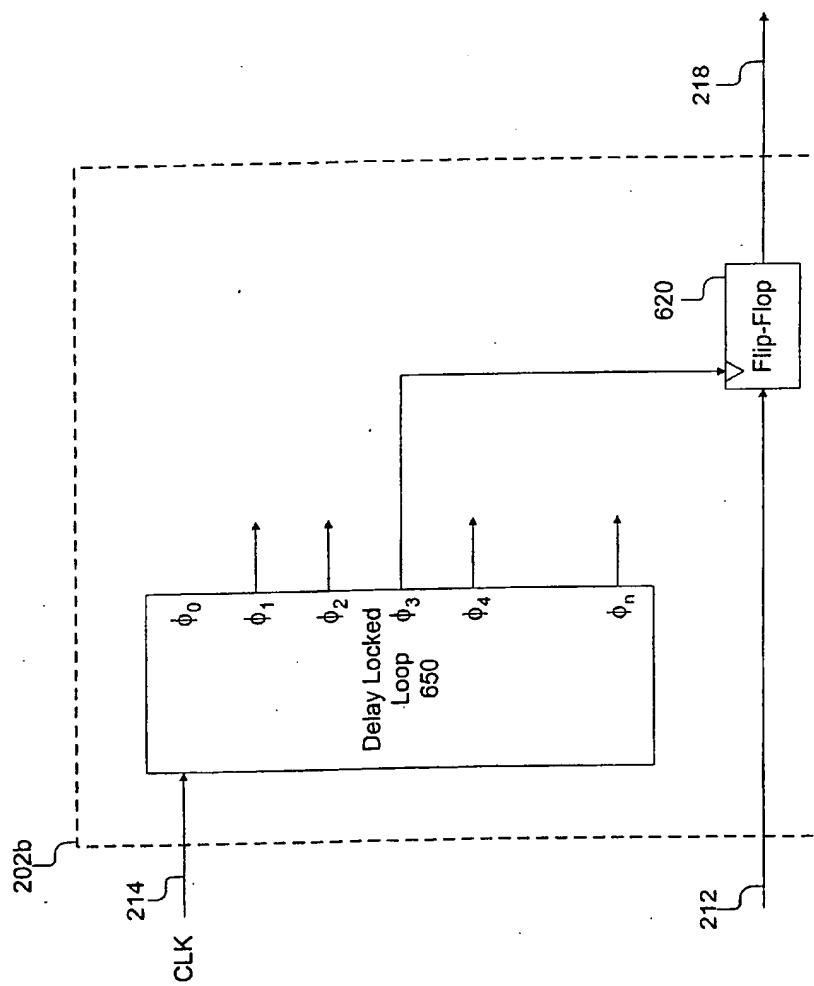 202b
CLK
214
ϕ0
ϕ1
ϕ2
ϕ3
ϕ4
ϕn
Delay Locked
Loop
650
620
Flip-Flop
212
218